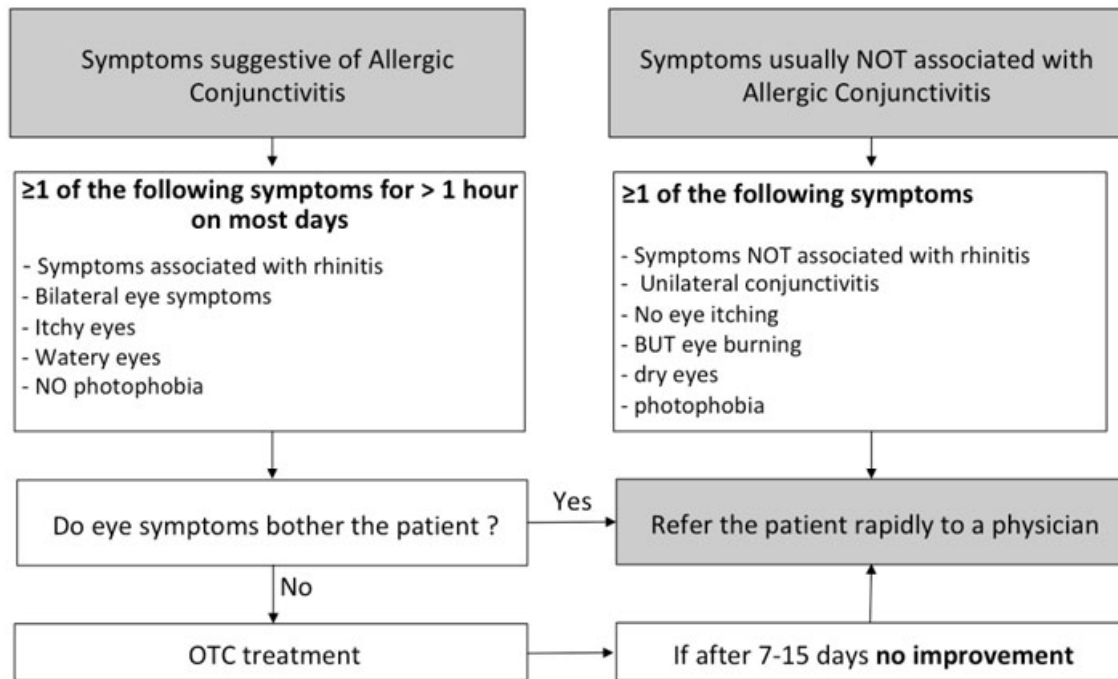 Symptoms suggestive of Allergic
Conjunctivitis
≥1 of the following symptoms for > 1 hour
on most days
- Symptoms associated with rhinitis
- Bilateral eye symptoms
- Itchy eyes
- Watery eyes
- NO photophobia
Symptoms usually NOT associated with
Allergic Conjunctivitis
≥1 of the following symptoms
- Symptoms NOT associated with rhinitis
- Unilateral conjunctivitis
- No eye itching
- BUT eye burning
- dry eyes
- photophobia
Do eye symptoms bother the patient ?
Yes
Refer the patient rapidly to a physician
No
OTC treatment
If after 7-15 days no improvement